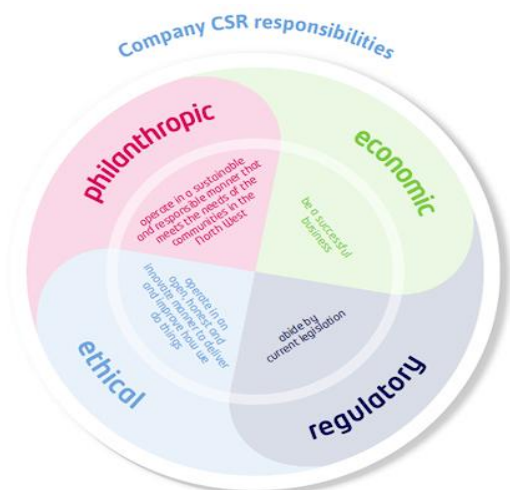 Company CSR responsibilities
philanthropic
operate in a sustainable
and responsible manner that
meets the needs of the
communities in the
North West
economic
be a successful
business
ethical
operate in an
open, honest and
innovate manner to deliver
and improve how we
do things
regulatory
abide by
current legislation